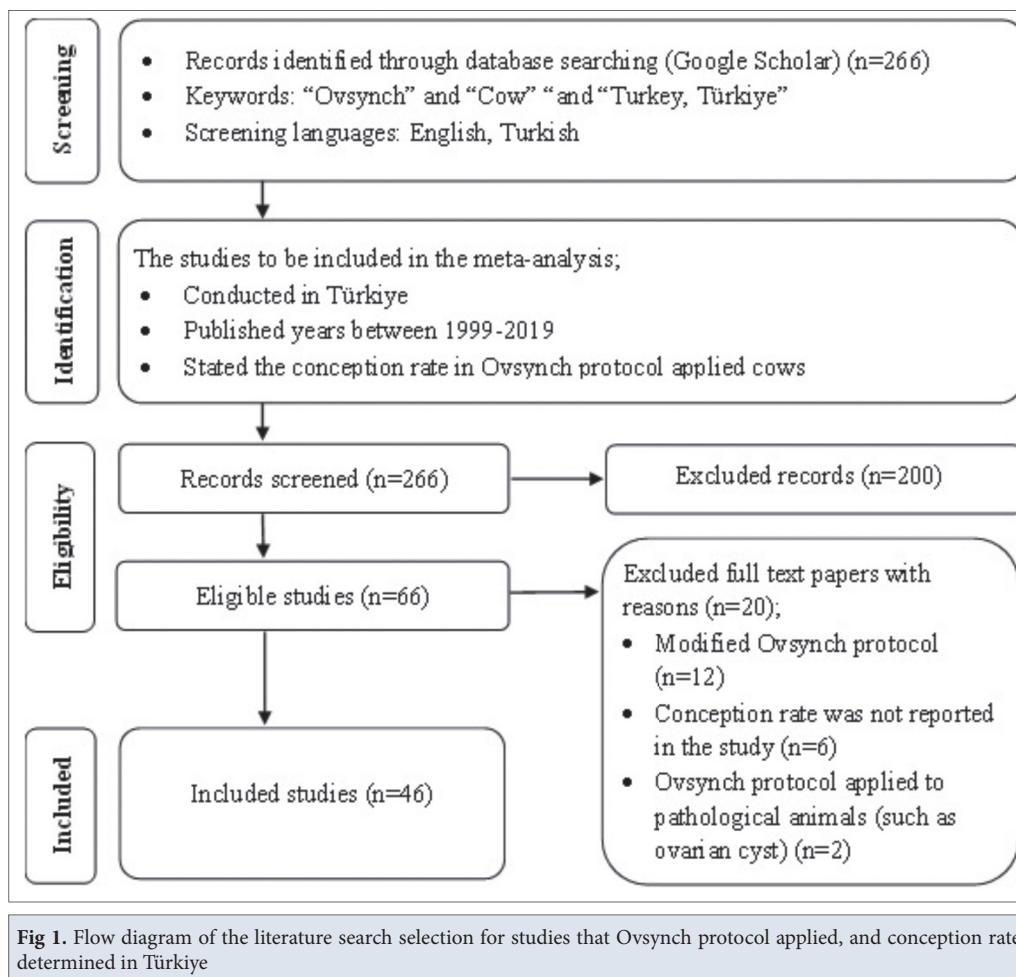 Screening
• Records identified through database searching (Google Scholar) (n=266)
• Keywords: “Ovsynch” and “Cow” “and “Turkey, Türkiye”
• Screening languages: English, Turkish
Identification
The studies to be included in the meta-analysis;
• Conducted in Türkiye
• Published years between 1999-2019
• Stated the conception rate in Ovsynch protocol applied cows
Eligibility
Records screened (n=266)
Excluded records (n=200)
Eligible studies (n=66)
Excluded full text papers with
reasons (n=20);
• Modified Ovsynch protocol
(n=12)
• Conception rate was not reported
in the study (n=6)
• Ovsynch protocol applied to
pathological animals (such as
ovarian cyst) (n=2)
Included
Included studies (n=46)
Fig 1. Flow diagram of the literature search selection for studies that Ovsynch protocol applied, and conception rate
determined in Türkiye